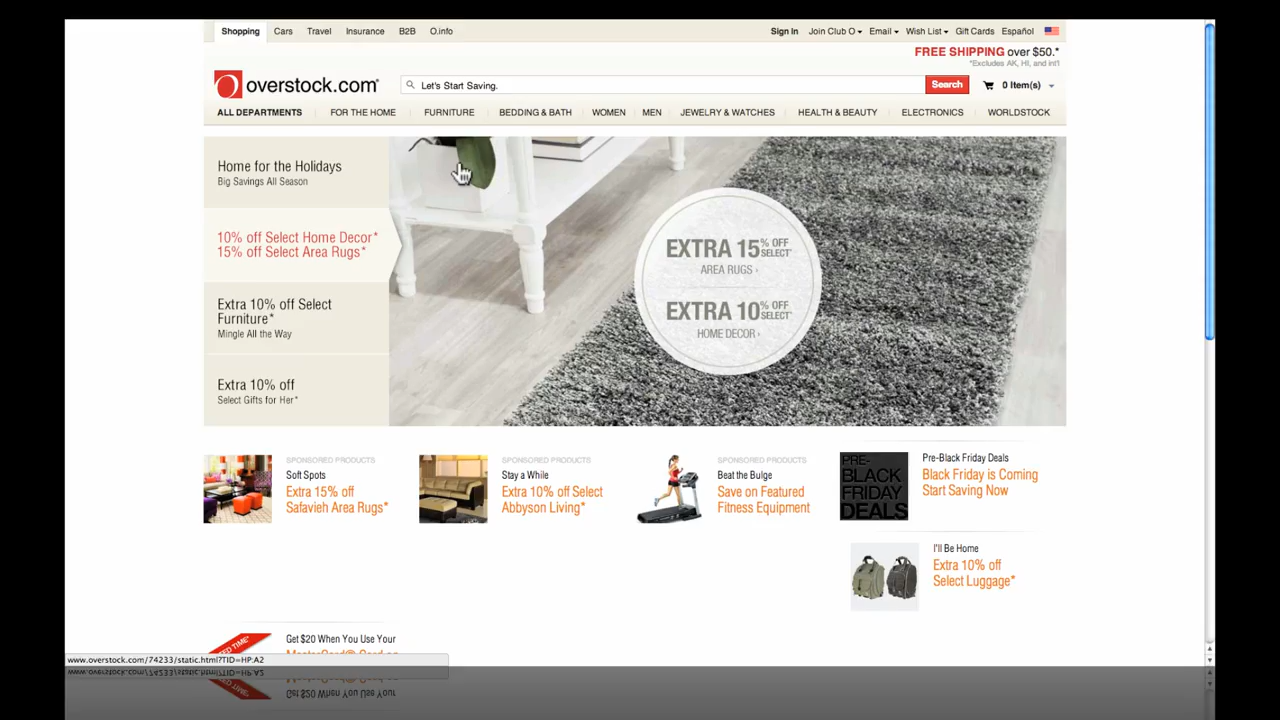 Shopping Cars Travel Insurance B2B O.info
Sign In Join Club O Email Wish List Gift Cards Español
FREE SHIPPING over $50.*
*Excludes AK, HI, and int'l
overstock.com
Let's Start Saving.
Search
0 Item(s)
ALL DEPARTMENTS FOR THE HOME FURNITURE BEDDING & BATH WOMEN MEN JEWELRY & WATCHES HEALTH & BEAUTY ELECTRONICS WORLDSTOCK
Home for the Holidays
Big Savings All Season
10% off Select Home Decor*
15% off Select Area Rugs*
Extra 10% off Select
Furniture*
Mingle All the Way
Extra 10% off
Select Gifts for Her*
EXTRA 15% OFF SELECT*
AREA RUGS ›
EXTRA 10% OFF SELECT*
HOME DECOR ›
SPONSORED PRODUCTS
Soft Spots
Extra 15% off
Safavieh Area Rugs*
SPONSORED PRODUCTS
Stay a While
Extra 10% off Select
Abbyson Living*
SPONSORED PRODUCTS
Beat the Bulge
Save on Featured
Fitness Equipment
PRE-
BLACK
FRIDAY
DEALS
Pre-Black Friday Deals
Black Friday is Coming
Start Saving Now
I'll Be Home
Extra 10% off
Select Luggage*
Get $20 When You Use Your
www.overstock.com/74233/static.html?TID=HP:A2